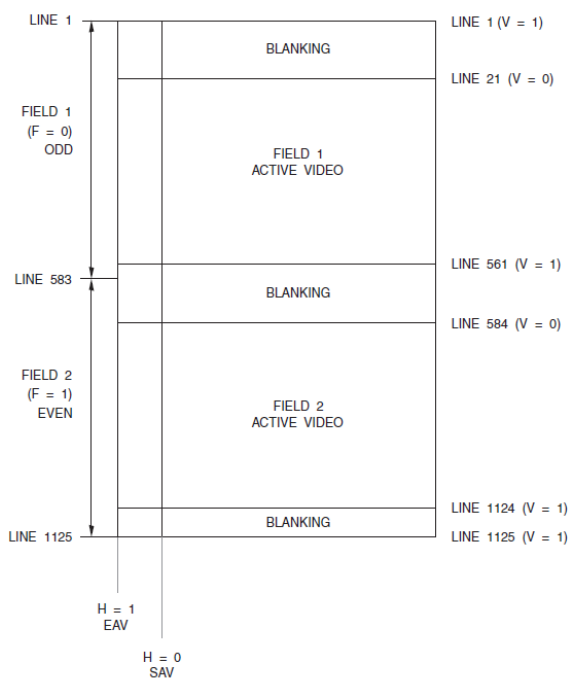 LINE 1
LINE 1 (V = 1)
BLANKING
LINE 21 (V = 0)
FIELD 1
(F = 0)
ODD
FIELD 1
ACTIVE VIDEO
LINE 561 (V = 1)
LINE 583
BLANKING
LINE 584 (V = 0)
FIELD 2
(F = 1)
EVEN
FIELD 2
ACTIVE VIDEO
LINE 1124 (V = 1)
BLANKING
LINE 1125
LINE 1125 (V = 1)
H = 1
EAV
H = 0
SAV